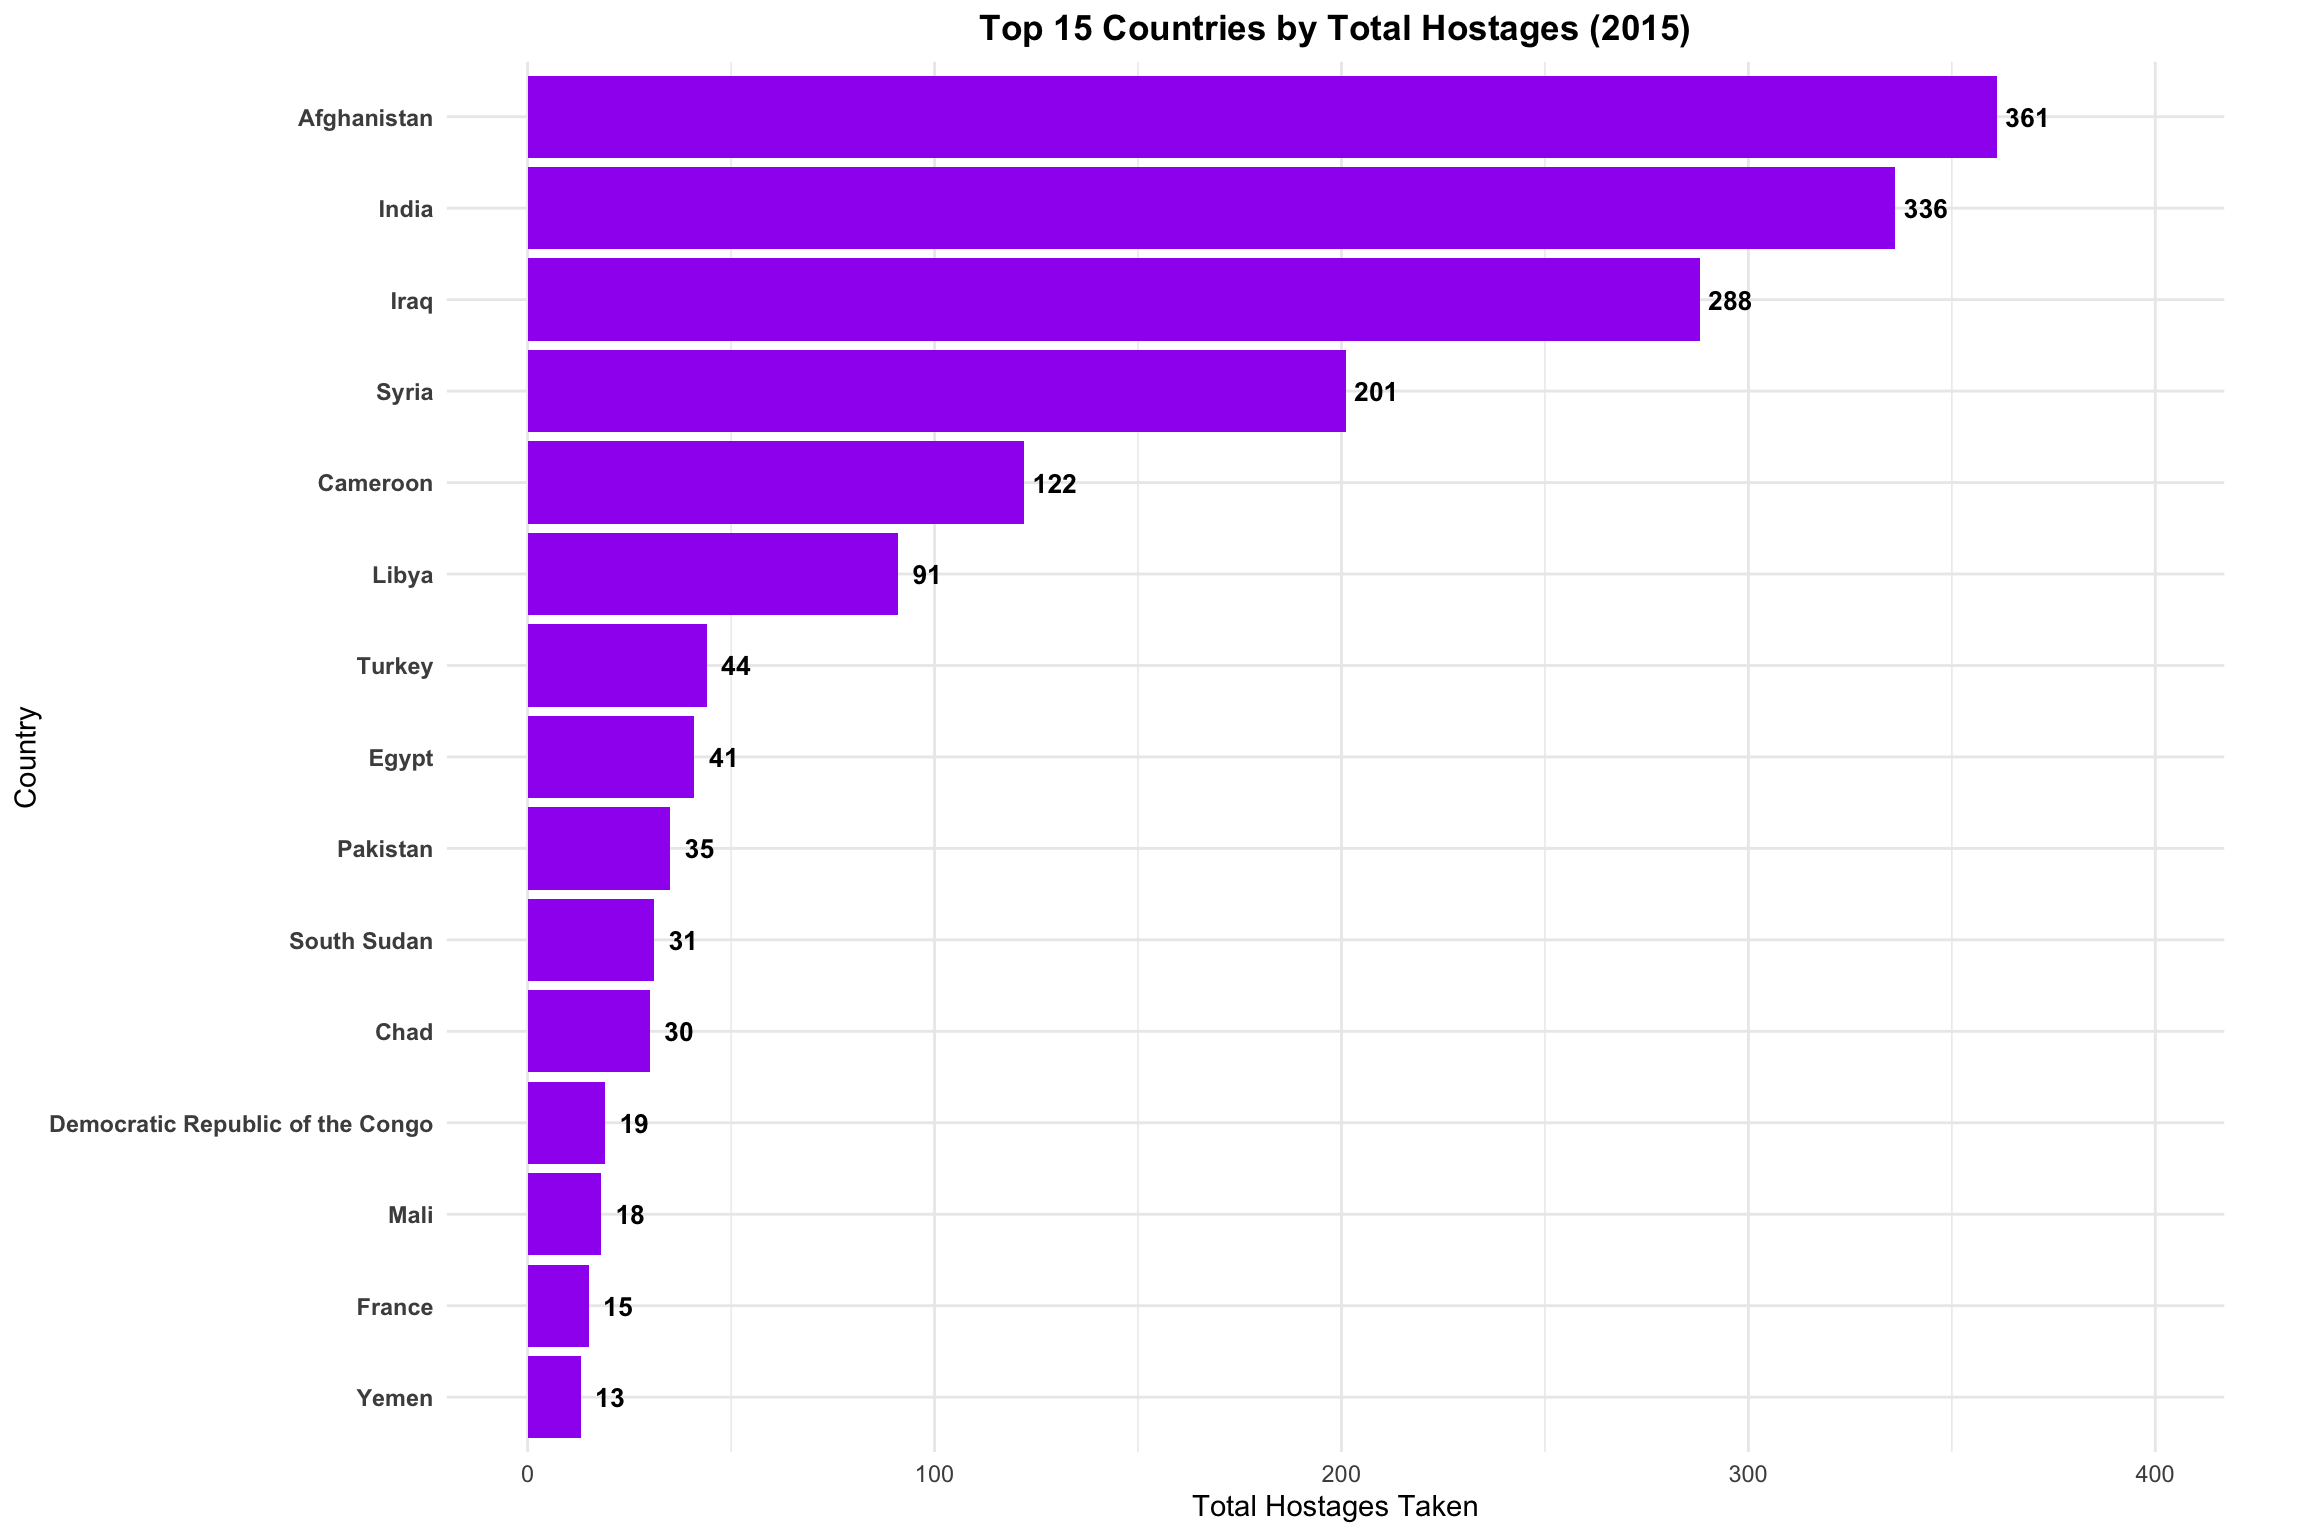 Top 15 Countries by Total Hostages (2015)
Country
Afghanistan 361
India 336
Iraq 288
Syria 201
Cameroon 122
Libya 91
Turkey 44
Egypt 41
Pakistan 35
South Sudan 31
Chad 30
Democratic Republic of the Congo 19
Mali 18
France 15
Yemen 13
0 100 200 300 400
Total Hostages Taken